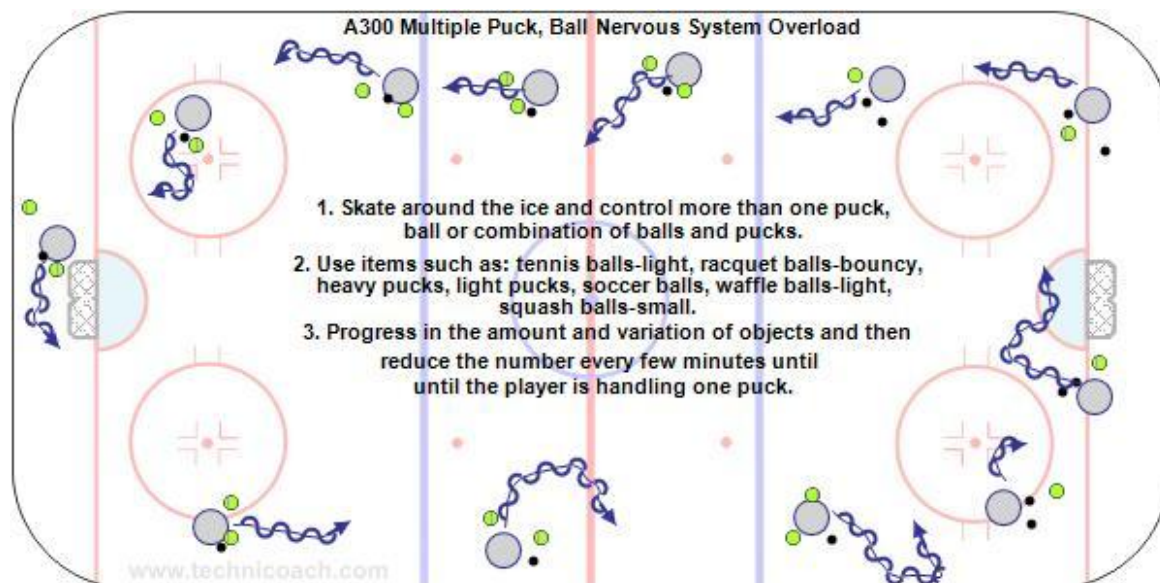 A300 Multiple Puck, Ball Nervous System Overload
1. Skate around the ice and control more than one puck,
ball or combination of balls and pucks.
2. Use items such as: tennis balls-light, racquet balls-bouncy,
heavy pucks, light pucks, soccer balls, waffle balls-light,
squash balls-small.
3. Progress in the amount and variation of objects and then
reduce the number every few minutes until
until the player is handling one puck.
www.technicoach.com